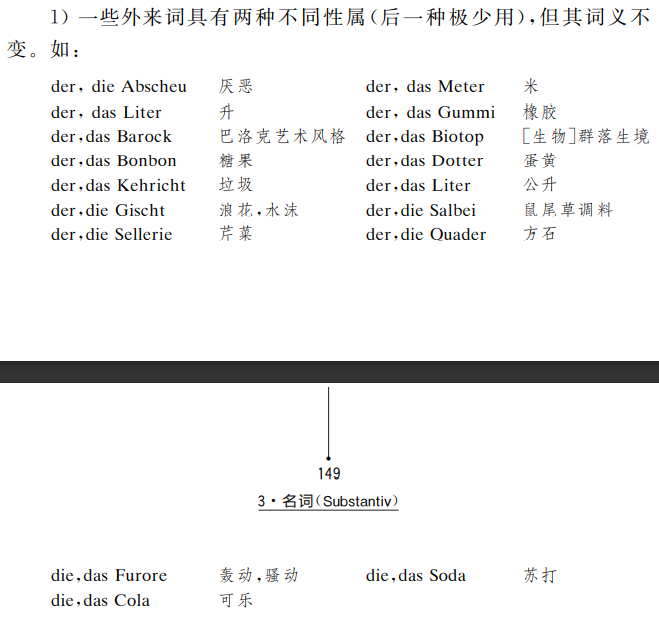 1) 一些外来词具有两种不同性属(后一种极少用),但其词义不
变。如:
der, die Abscheu 厌恶 der, das Meter 米
der, das Liter 升 der, das Gummi 橡胶
der,das Barock 巴洛克艺术风格 der,das Biotop [生物]群落生境
der,das Bonbon 糖果 der,das Dotter 蛋黄
der,das Kehricht 垃圾 der,das Liter 公升
der,die Gischt 浪花,水沫 der,die Salbei 鼠尾草调料
der,die Sellerie 芹菜 der,die Quader 方石
149
3·名词(Substantiv)
die,das Furore 轰动,骚动 die,das Soda 苏打
die,das Cola 可乐